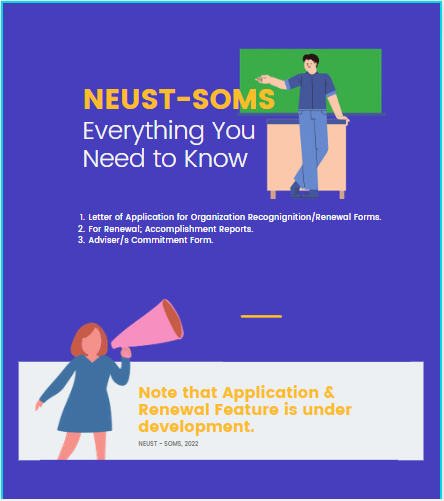 NEUST-SOMS
Everything You
Need to Know
1. Letter of Application for Organization Recognignition/Renewal Forms.
2. For Renewal; Accomplishment Reports.
3. Adviser/s Commitment Form.
Note that Application &
Renewal Feature is under
development.
NEUST - SOMS, 2022